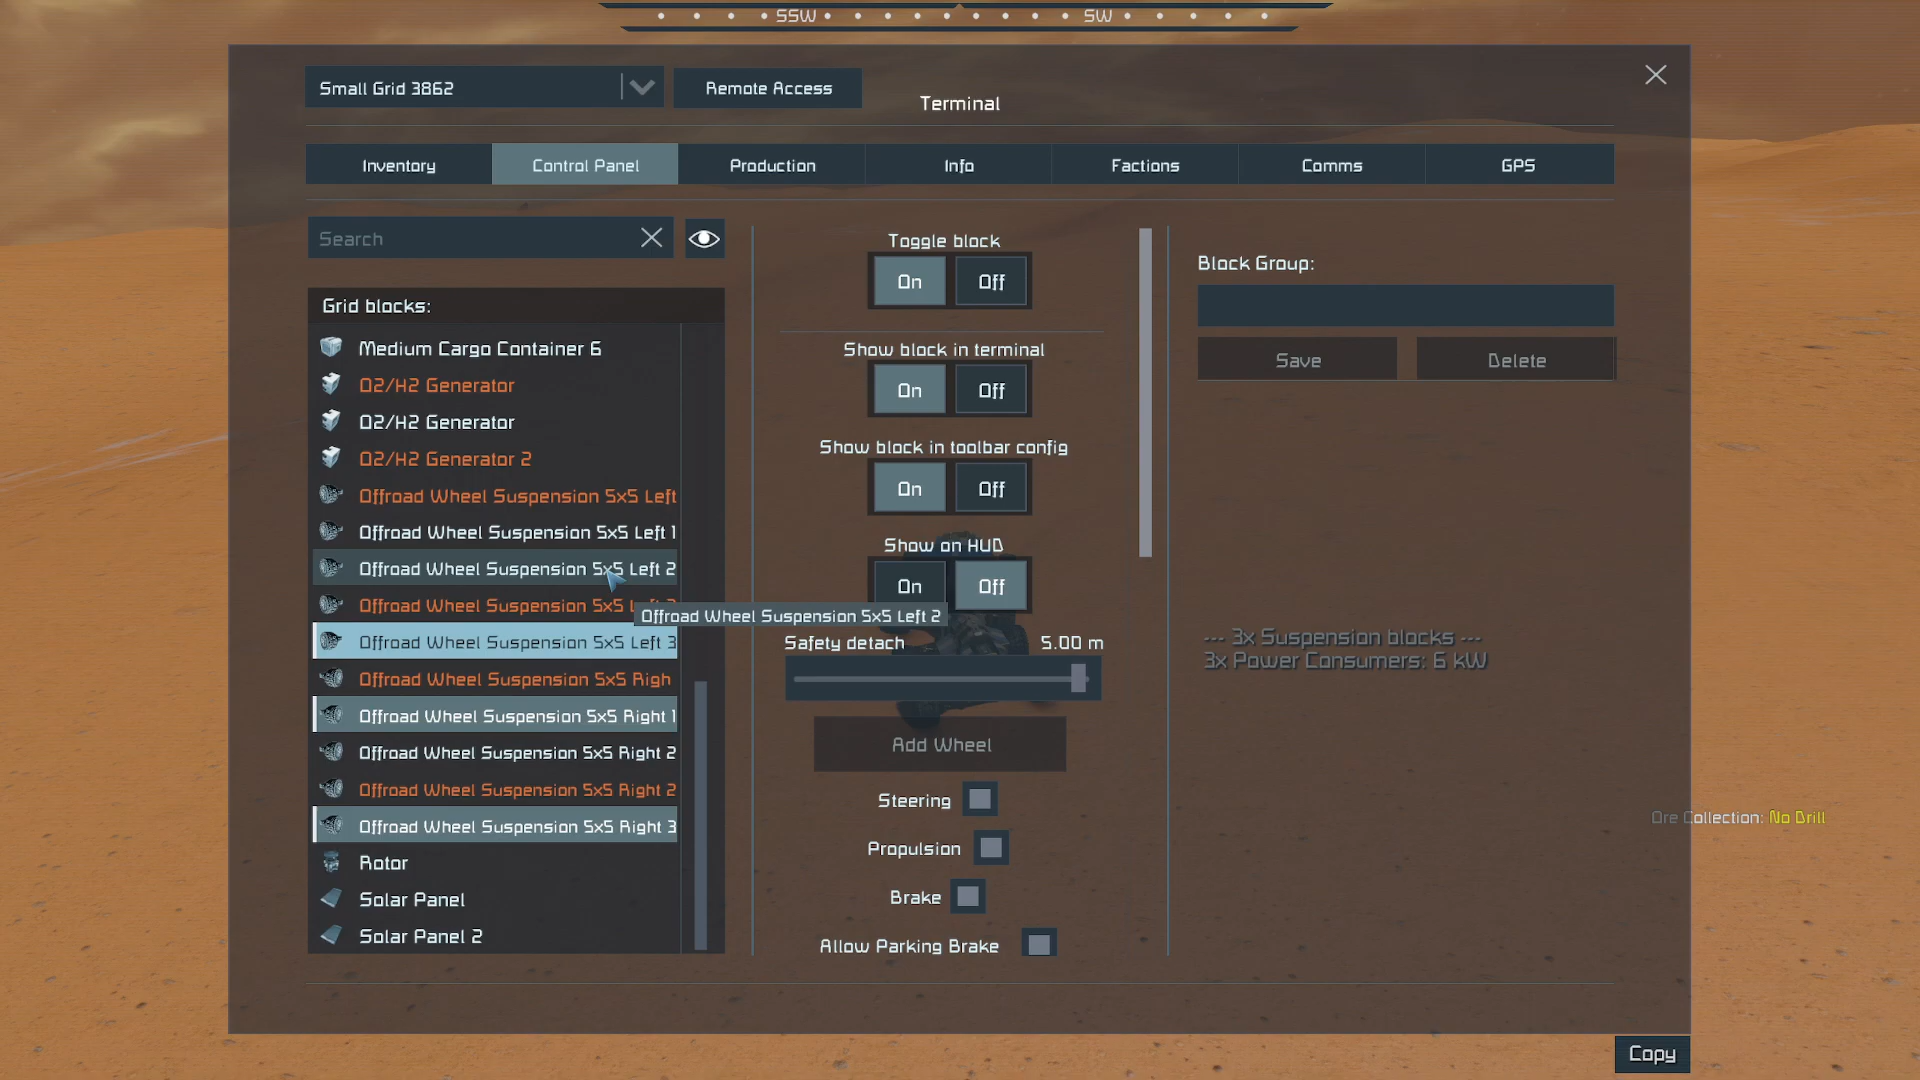 SSW SW
Small Grid 3862
Remote Access
Terminal
Inventory
Control Panel
Production
Info
Factions
Comms
GPS
Search
Grid blocks:
Medium Cargo Container 6
O2/H2 Generator
O2/H2 Generator
O2/H2 Generator 2
Offroad Wheel Suspension 5x5 Left
Offroad Wheel Suspension 5x5 Left 1
Offroad Wheel Suspension 5x5 Left 2
Offroad Wheel Suspension 5x5
Offroad Wheel Suspension 5x5 Left 2
Offroad Wheel Suspension 5x5 Left 3
Offroad Wheel Suspension 5x5 Righ
Offroad Wheel Suspension 5x5 Right 1
Offroad Wheel Suspension 5x5 Right 2
Offroad Wheel Suspension 5x5 Right 2
Offroad Wheel Suspension 5x5 Right 3
Rotor
Solar Panel
Solar Panel 2
Toggle block
On Off
Show block in terminal
On Off
Show block in toolbar config
On Off
Show on HUD
On Off
Safety detach 5.00 m
Add Wheel
Steering
Propulsion
Brake
Allow Parking Brake
Block Group:
Save
Delete
--- 3x Suspension blocks ---
3x Power Consumers: 6 kW
Ore Collection: No Drill
Copy